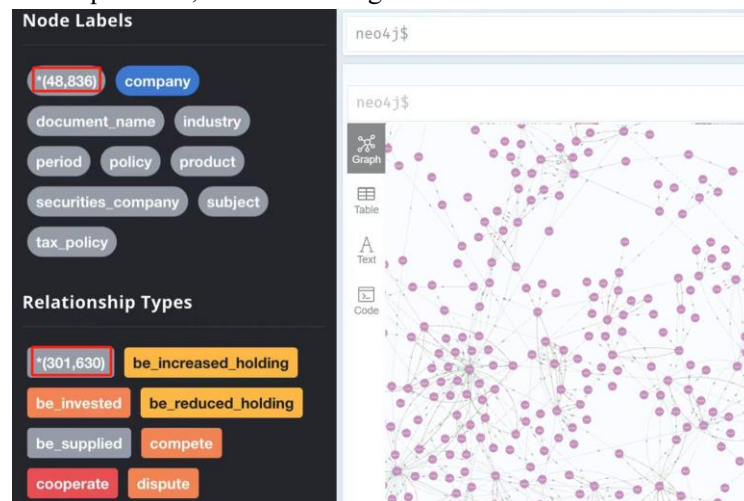 Node Labels
*(48,836) company
document_name industry
period policy product
securities_company subject
tax_policy
Relationship Types
*(301,630) be_increased_holding
be_invested be_reduced_holding
be_supplied compete
cooperate dispute
neo4j$
neo4j$
Graph
Table
A
Text
Code